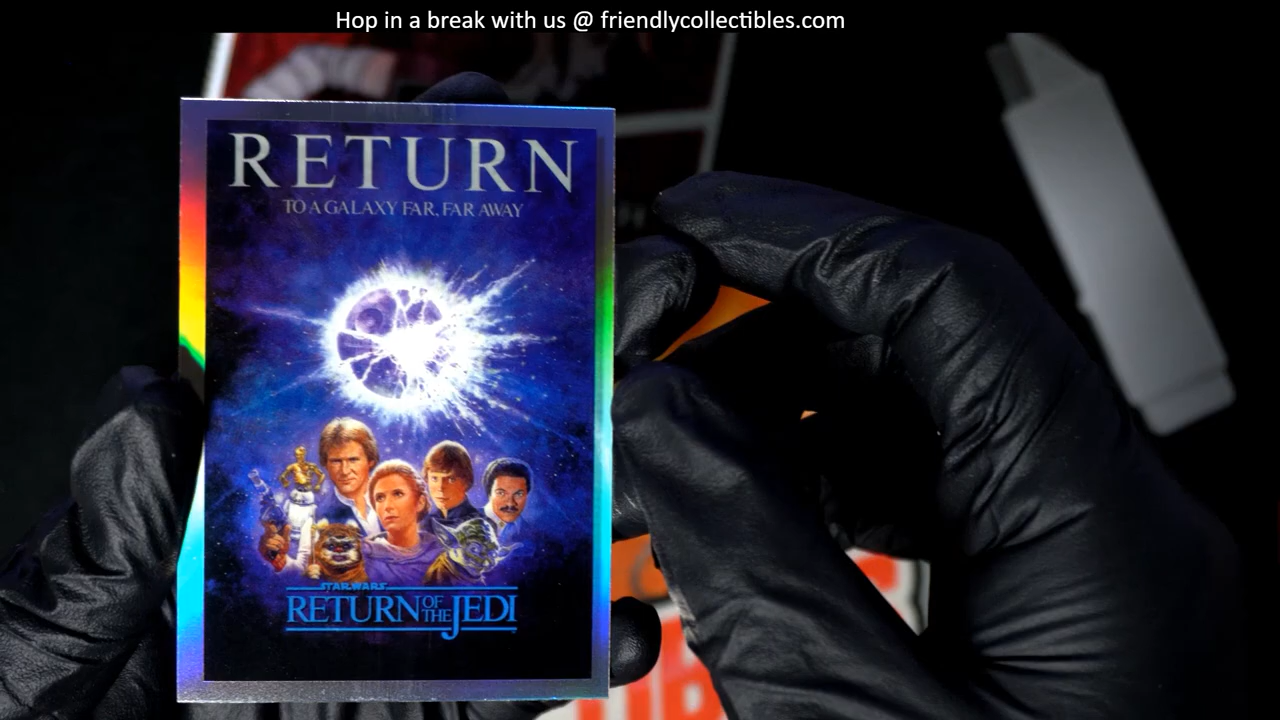 Hop in a break with us @ friendlycollectibles.com
RETURN
TO A GALAXY FAR, FAR AWAY
STAR WARS
RETURN OF THE JEDI